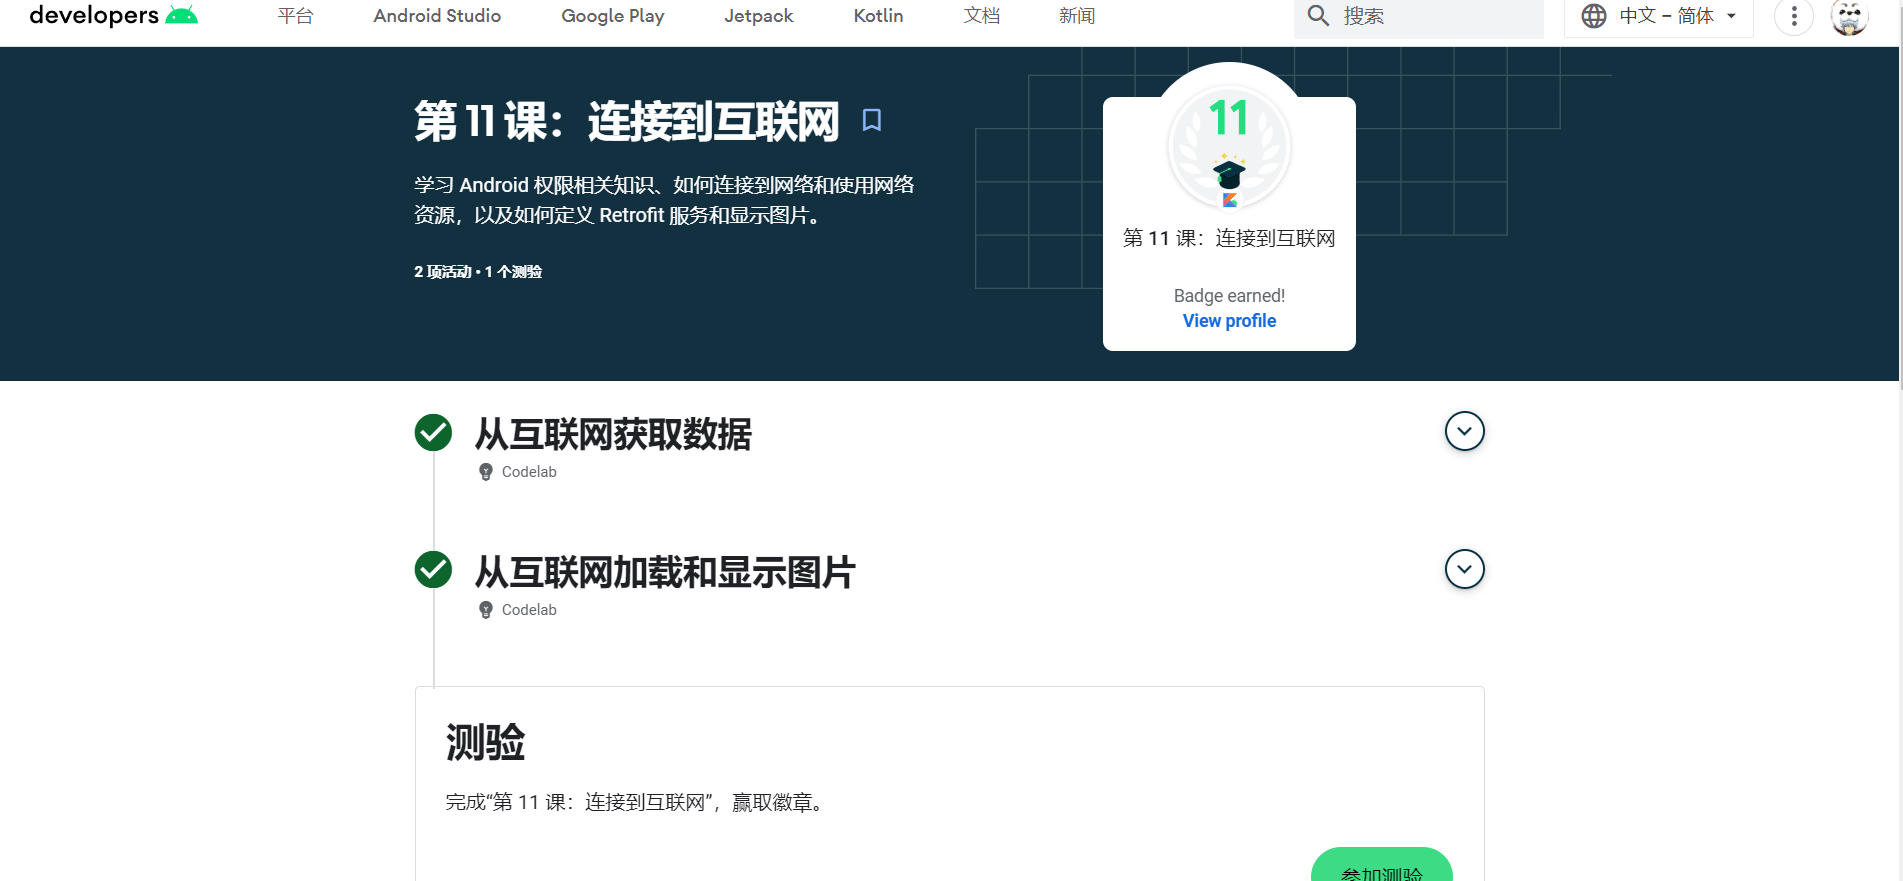 developers
平台
Android Studio
Google Play
Jetpack
Kotlin
文档
新闻
搜索
中文 – 简体
第 11 课：连接到互联网
学习 Android 权限相关知识、如何连接到网络和使用网络
资源，以及如何定义 Retrofit 服务和显示图片。
2 项活动 • 1 个测验
11
第 11 课：连接到互联网
Badge earned!
View profile
从互联网获取数据
Codelab
从互联网加载和显示图片
Codelab
测验
完成“第 11 课：连接到互联网”，赢取徽章。
参加测验